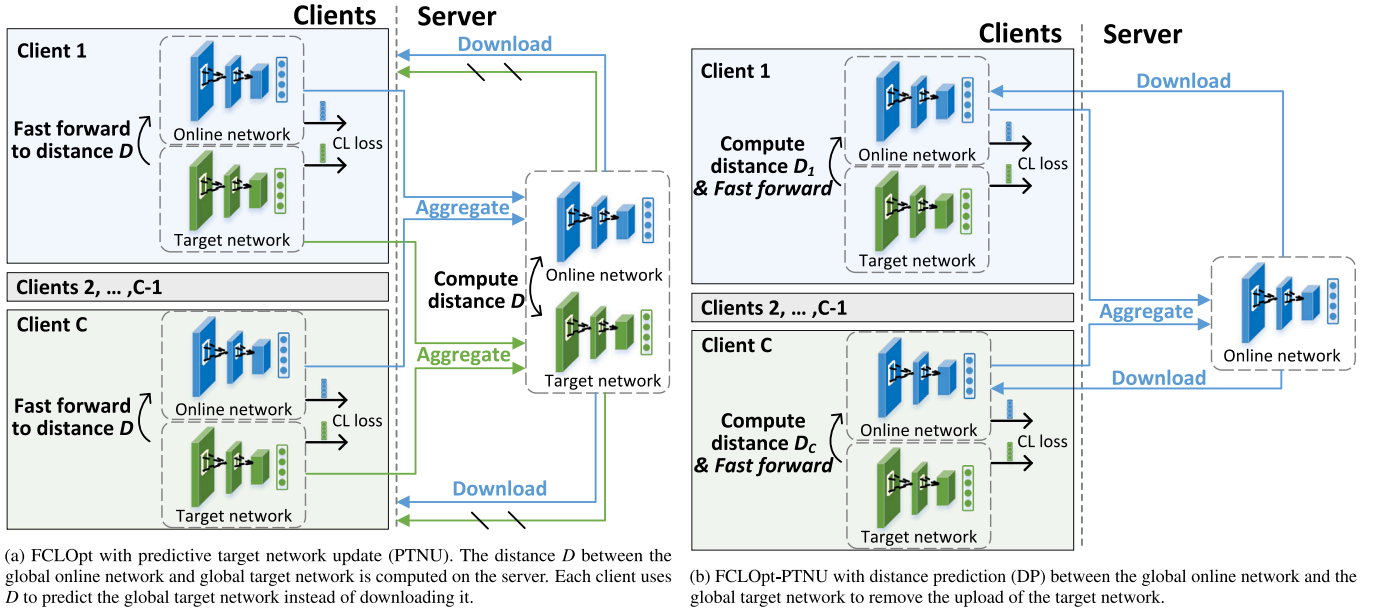 Clients
Server
Client 1
Download
Fast forward
to distance D
Online network
CL loss
Target network
Aggregate
Online network
Compute
distance D
Target network
Clients 2, ... ,C-1
Client C
Aggregate
Fast forward
to distance D
Online network
CL loss
Target network
Download
(a) FCLOpt with predictive target network update (PTNU). The distance D between the
global online network and global target network is computed on the server. Each client uses
D to predict the global target network instead of downloading it.
Clients
Server
Client 1
Download
Compute
distance D1
& Fast forward
Online network
CL loss
Target network
Clients 2, ... ,C-1
Aggregate
Online network
Client C
Download
Compute
distance DC
& Fast forward
Online network
CL loss
Target network
(b) FCLOpt-PTNU with distance prediction (DP) between the global online network and the
global target network to remove the upload of the target network.